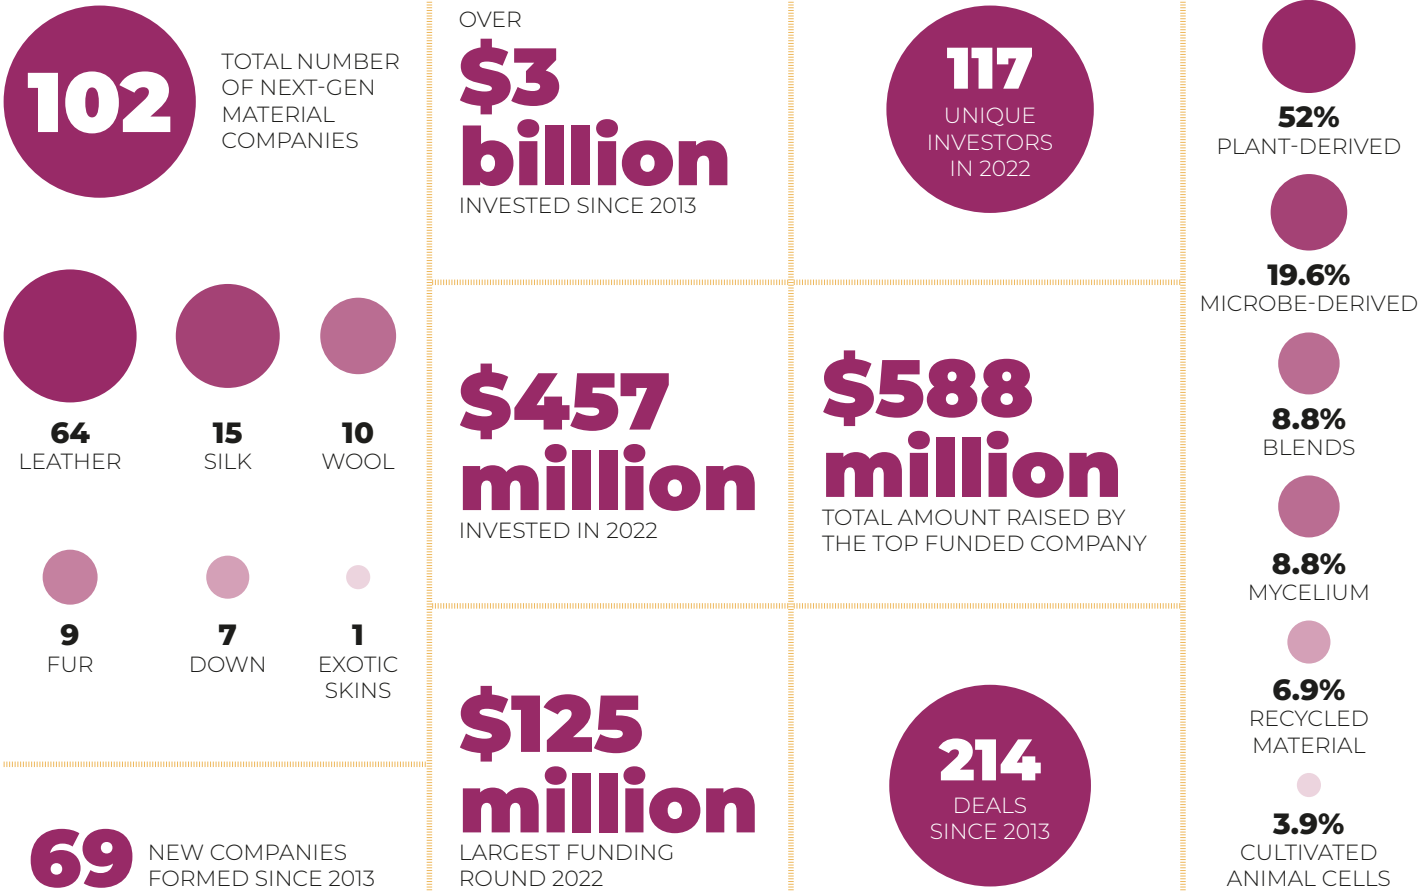 102
TOTAL NUMBER
OF NEXT-GEN
MATERIAL
COMPANIES
64
LEATHER
15
SILK
10
WOOL
9
FUR
7
DOWN
1
EXOTIC
SKINS
69
NEW COMPANIES
FORMED SINCE 2013
OVER
$3
billion
INVESTED SINCE 2013
117
UNIQUE
INVESTORS
IN 2022
$457
million
INVESTED IN 2022
$588
million
TOTAL AMOUNT RAISED BY
THE TOP FUNDED COMPANY
$125
million
LARGEST FUNDING
ROUND 2022
214
DEALS
SINCE 2013
52%
PLANT-DERIVED
19.6%
MICROBE-DERIVED
8.8%
BLENDS
8.8%
MYCELIUM
6.9%
RECYCLED
MATERIAL
3.9%
CULTIVATED
ANIMAL CELLS